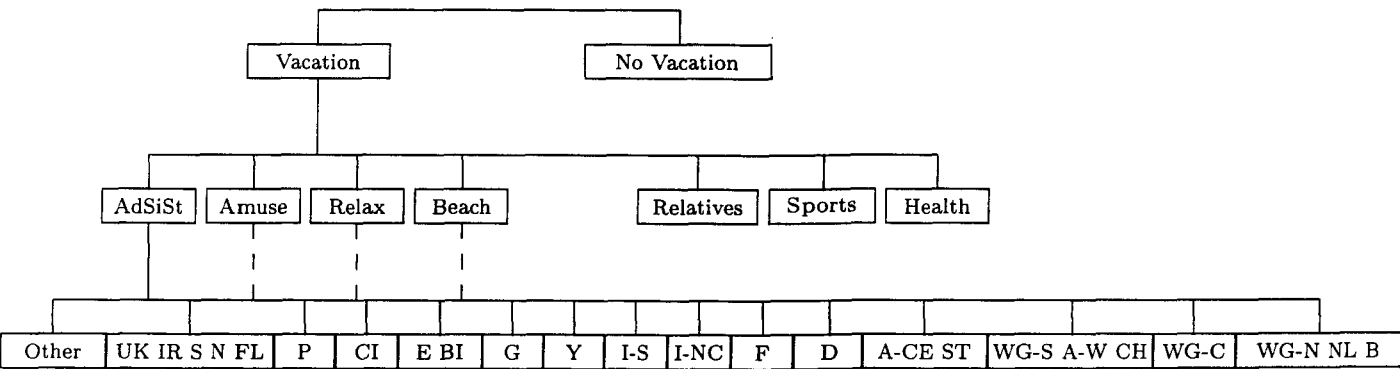 Vacation No Vacation
AdSiSt Amuse Relax Beach Relatives Sports Health
Other UK IR S N FL P CI E BI G Y I-S I-NC F D A-CE ST WG-S A-W CH WG-C WG-N NL B